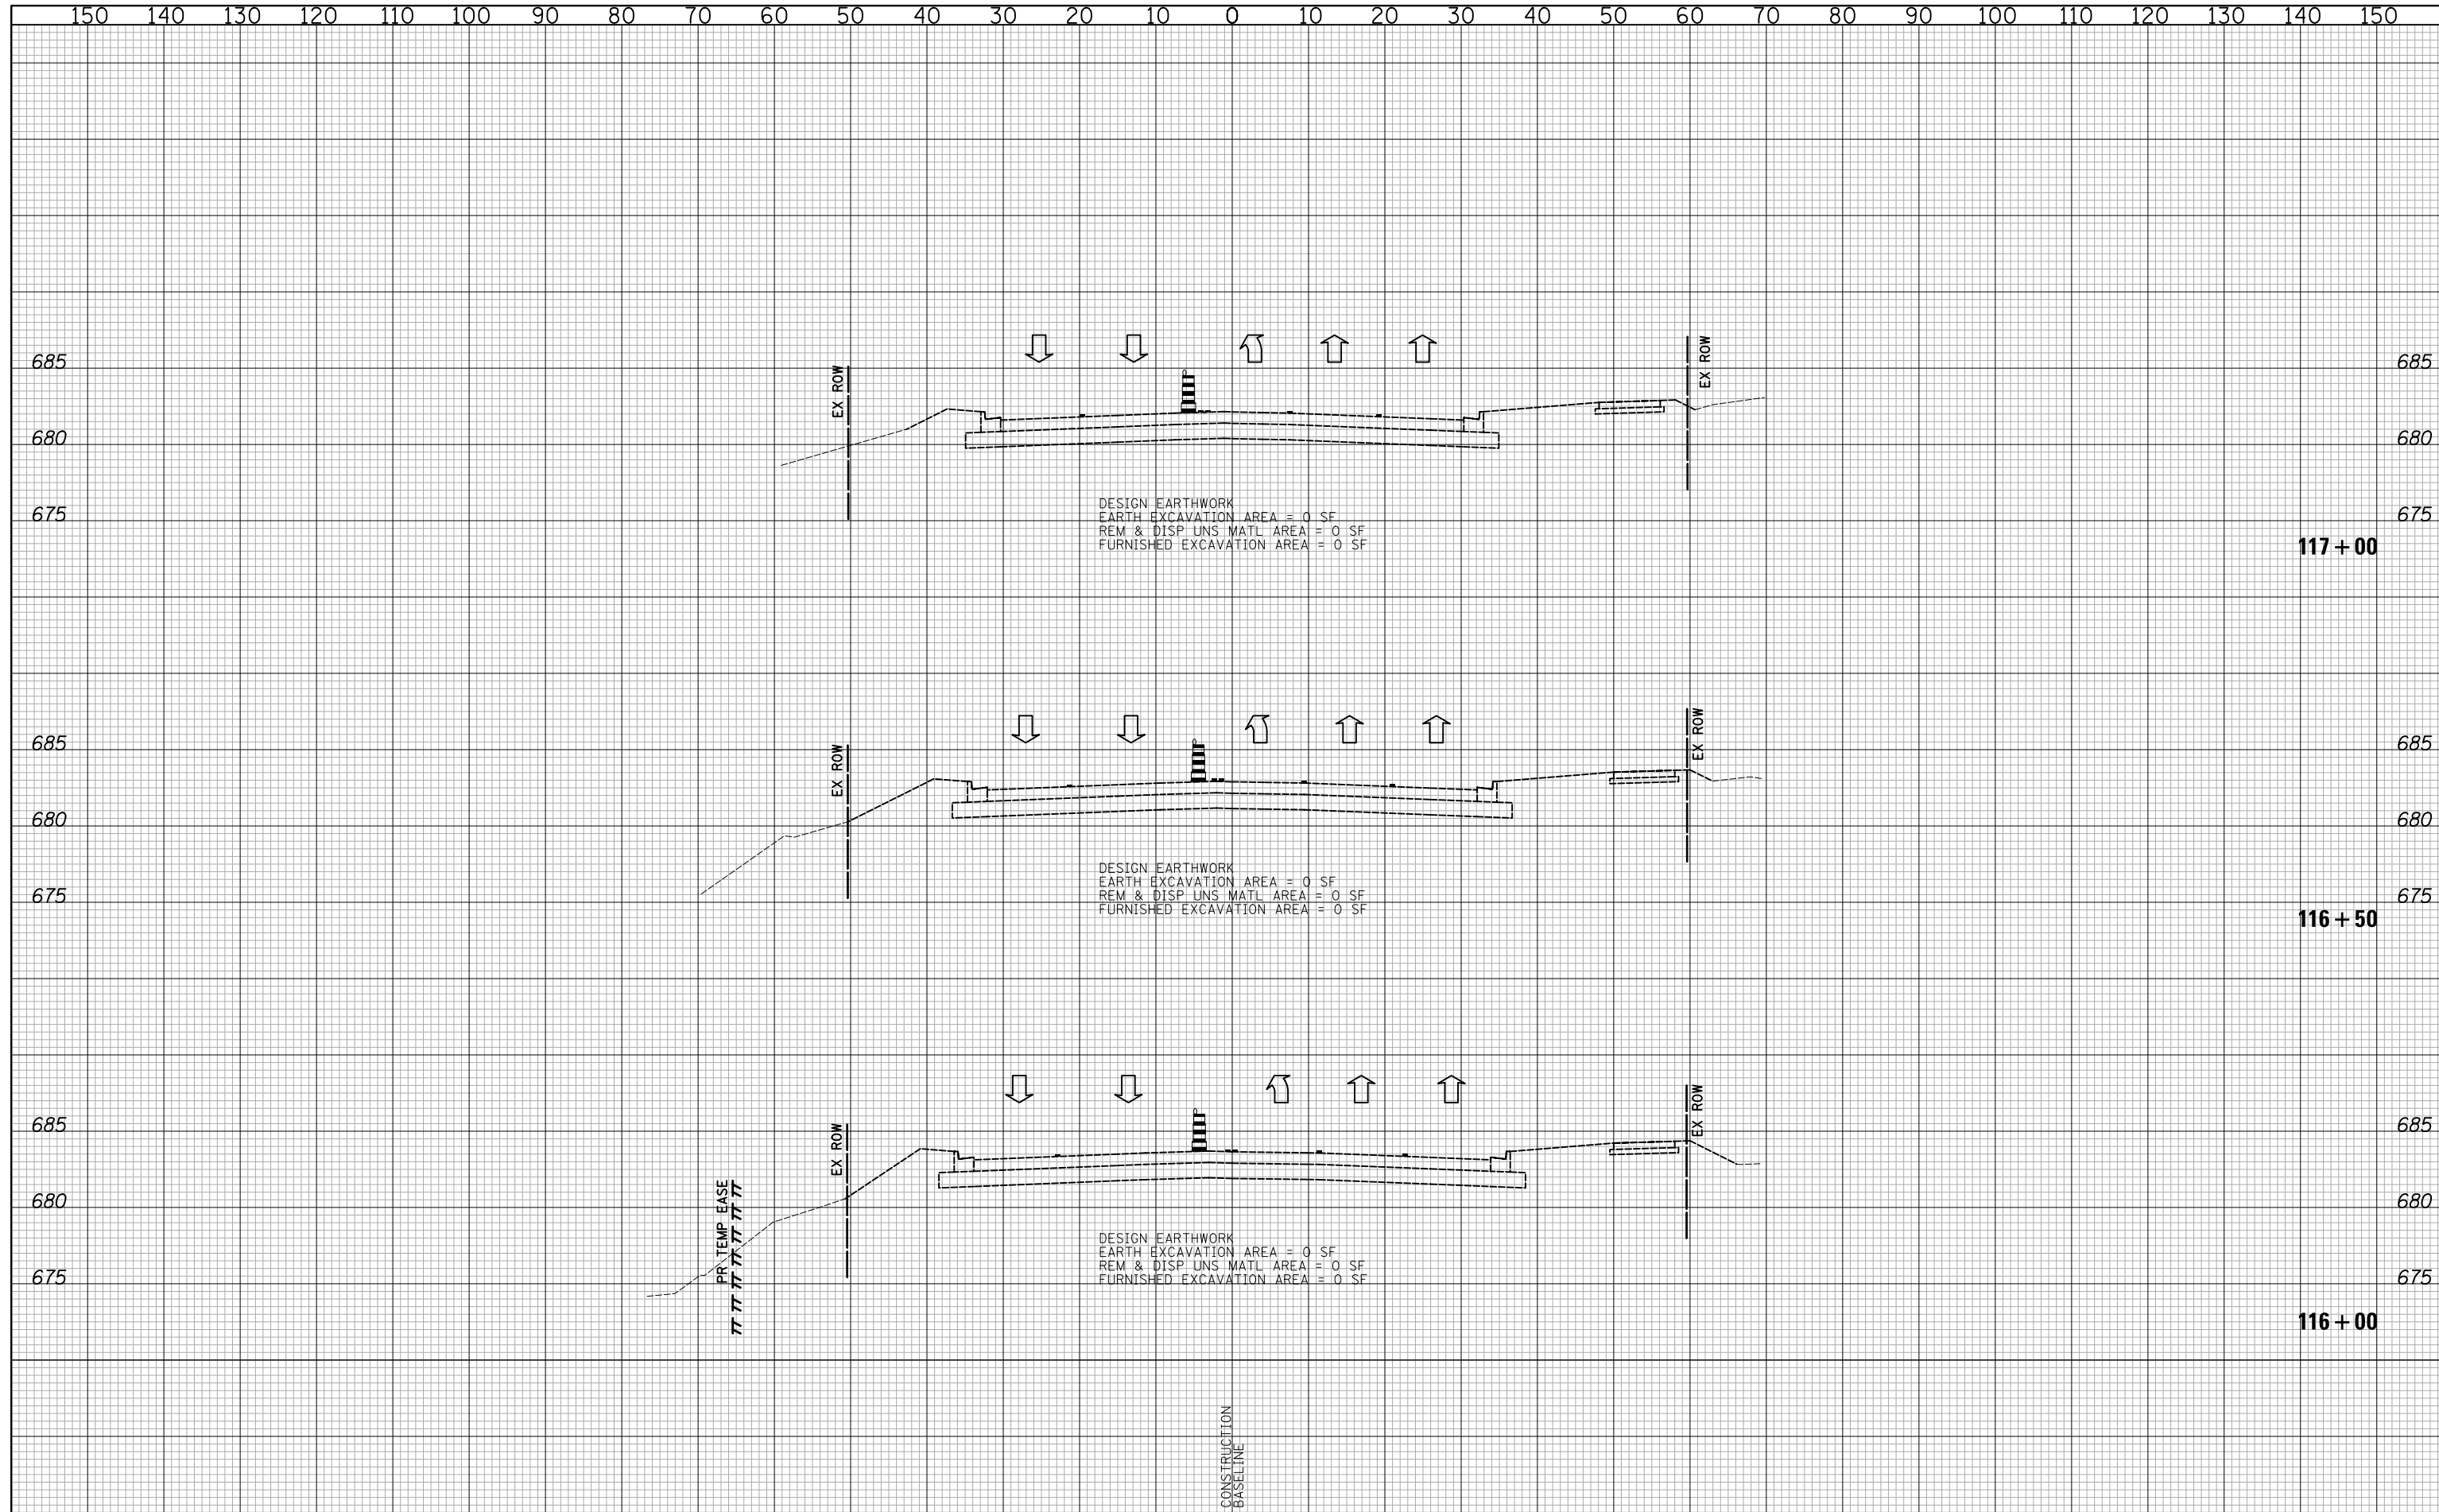 150 140 130 120 110 100 90 80 70 60 50 40 30 20 10 0 10 20 30 40 50 60 70 80 90 100 110 120 130 140 150
EX ROW
EX ROW
685 685
680 680
675 675
DESIGN EARTHWORK
EARTH EXCAVATION AREA = 0 SF
REM & DISP UNS MATL AREA = 0 SF
FURNISHED EXCAVATION AREA = 0 SF
117+00
EX ROW
EX ROW
685 685
680 680
675 675
DESIGN EARTHWORK
EARTH EXCAVATION AREA = 0 SF
REM & DISP UNS MATL AREA = 0 SF
FURNISHED EXCAVATION AREA = 0 SF
116+50
EX ROW
EX ROW
PR TEMP EASE
685 685
680 680
675 675
DESIGN EARTHWORK
EARTH EXCAVATION AREA = 0 SF
REM & DISP UNS MATL AREA = 0 SF
FURNISHED EXCAVATION AREA = 0 SF
116+00
CONSTRUCTION
BASELINE